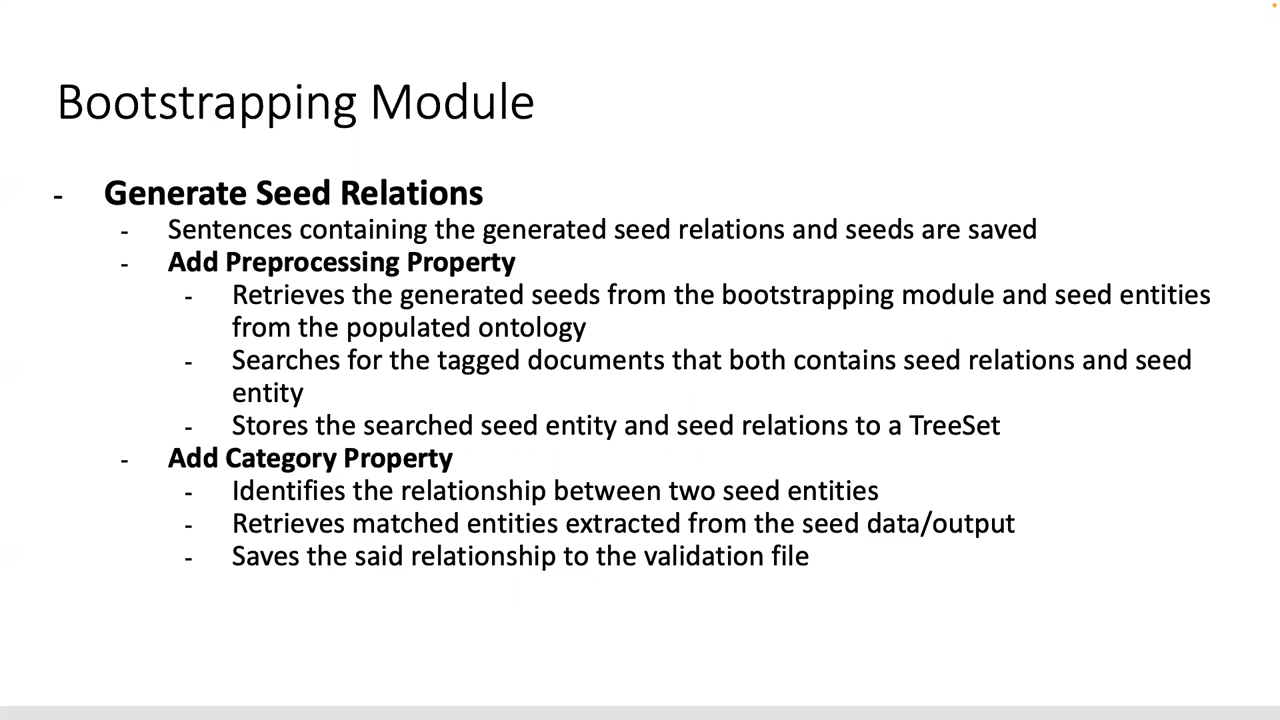 Bootstrapping Module
- Generate Seed Relations
- Sentences containing the generated seed relations and seeds are saved
- Add Preprocessing Property
- Retrieves the generated seeds from the bootstrapping module and seed entities
from the populated ontology
- Searches for the tagged documents that both contains seed relations and seed
entity
- Stores the searched seed entity and seed relations to a TreeSet
- Add Category Property
- Identifies the relationship between two seed entities
- Retrieves matched entities extracted from the seed data/output
- Saves the said relationship to the validation file